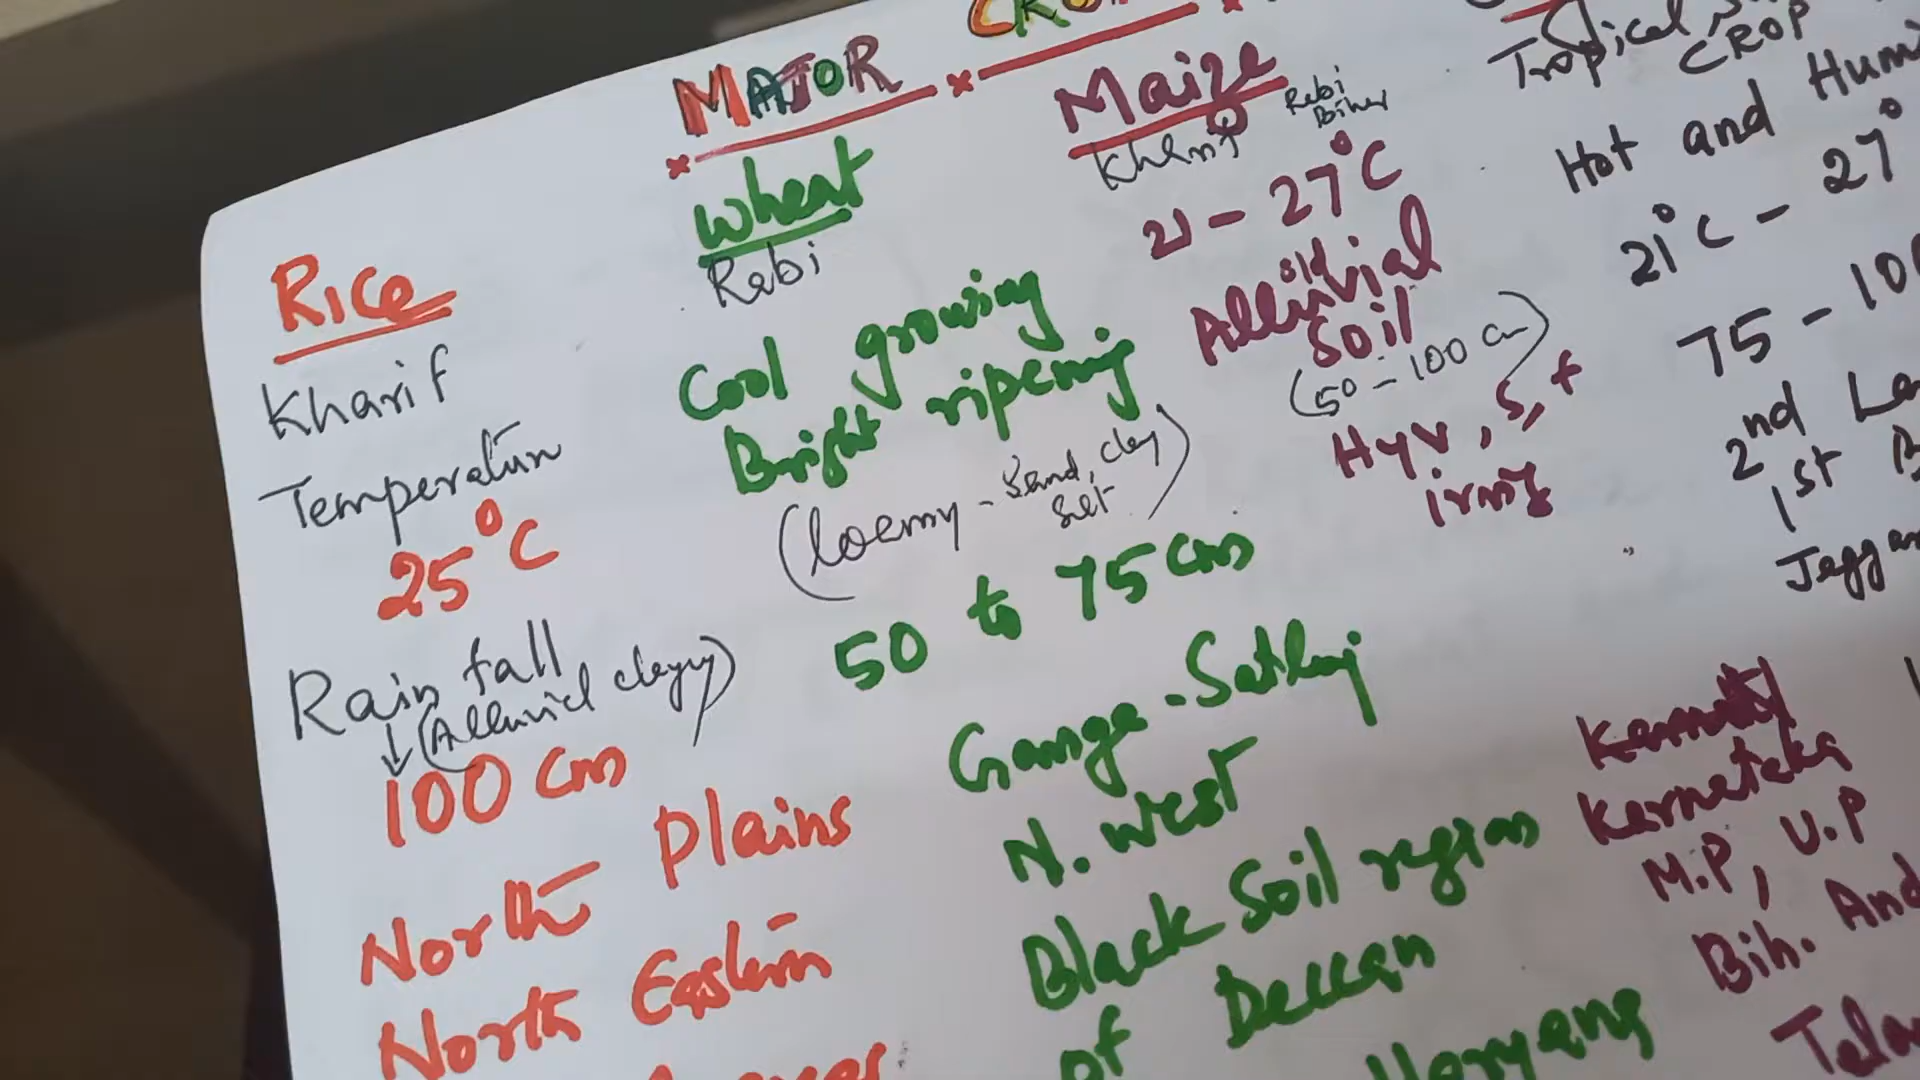 MAJOR
Rice
Kharif
Temperature
25°C
Rain fall
(Alluvial clayey)
100 cm
North Plains
North Eastern
Wheat
Rabi
Cool growing
Bright ripening
(loamy - Sand, clay
silt)
50 to 75 cm
Ganga - Satluj
N. West
Black Soil region
of Deccan
Haryana
Maize
Kharif
Rabi
Bihar
21 - 27°C
old
Alluvial
Soil
(50 - 100 cm)
Hyv, S, f
irrig
Karnataka
M.P, U.P
Bih. And
Tela
Tropical
CROP
Hot and Humi
21°C - 27°
75 - 100
2nd La
1st B
Jagga